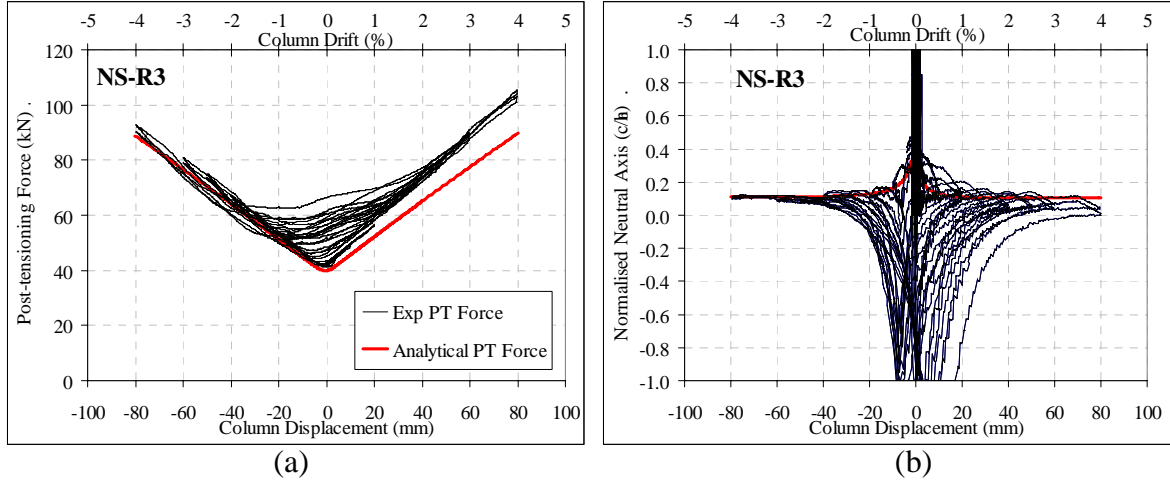 -5 -4 -3 -2 -1 0 1 2 3 4 5
Column Drift (%)
NS-R3
Post-tensioning Force (kN) .
120
100
80
60
40
20
0
Exp PT Force
Analytical PT Force
-100 -80 -60 -40 -20 0 20 40 60 80 100
Column Displacement (mm)
(a)
-5 -4 -3 -2 -1 0 1 2 3 4 5
Column Drift (%)
NS-R3
Normalised Neutral Axis (c/h) .
1.0
0.8
0.6
0.4
0.2
0.0
-0.2
-0.4
-0.6
-0.8
-1.0
-100 -80 -60 -40 -20 0 20 40 60 80 100
Column Displacement (mm)
(b)